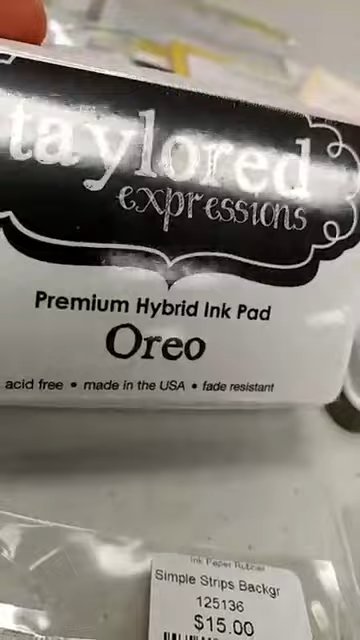 taylored
expressions
Premium Hybrid Ink Pad
Oreo
acid free • made in the USA • fade resistant
Ink Paper Rubber
Simple Strips Backgr
125136
$15.00